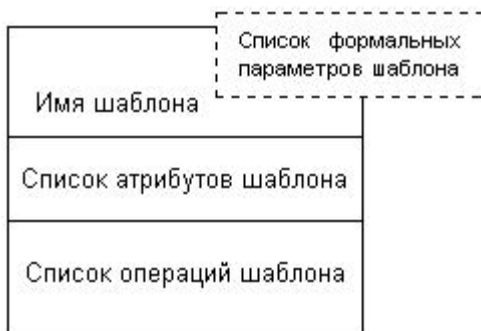 Список формальных
параметров шаблона
Имя шаблона
Список атрибутов шаблона
Список операций шаблона